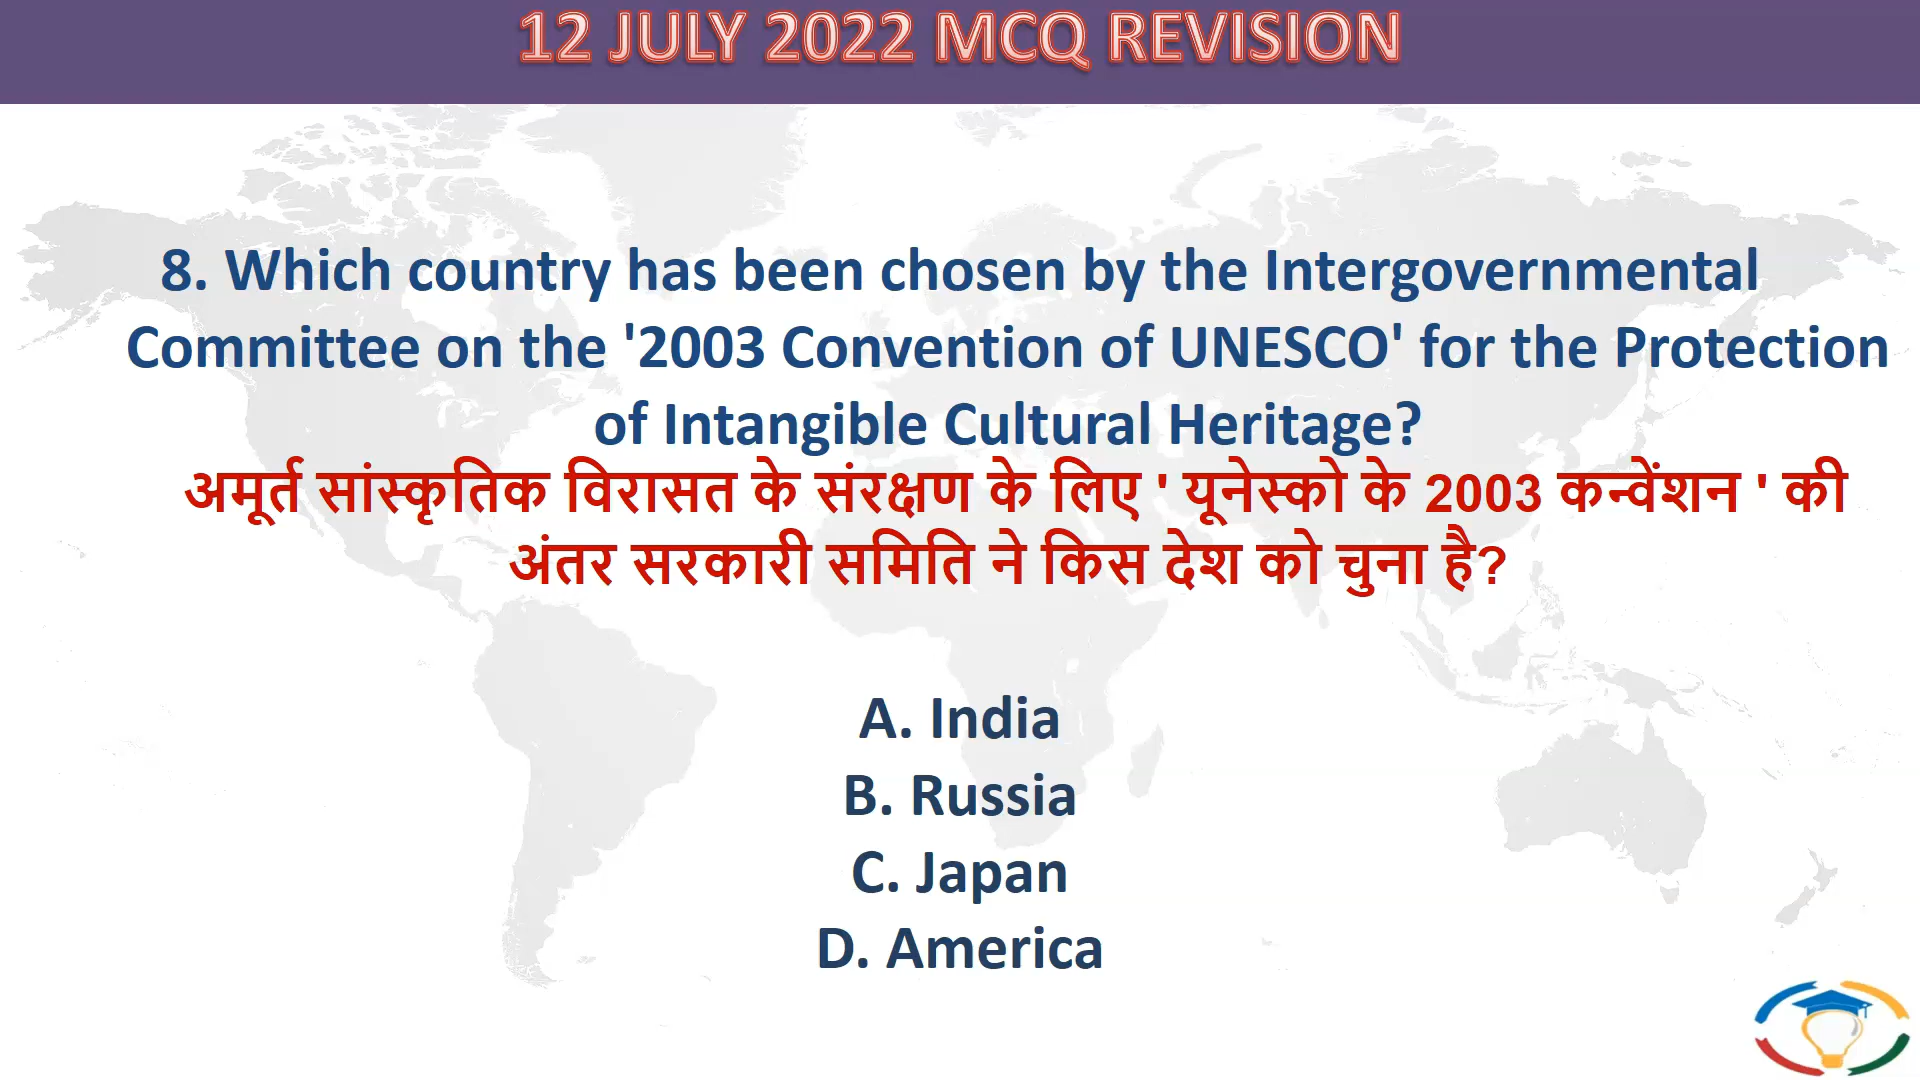 12 JULY 2022 MCQ REVISION
8. Which country has been chosen by the Intergovernmental
Committee on the '2003 Convention of UNESCO' for the Protection
of Intangible Cultural Heritage?
अमूर्त सांस्कृतिक विरासत के संरक्षण के लिए ' यूनेस्को के 2003 कन्वेंशन ' की
अंतर सरकारी समिति ने किस देश को चुना है?
A. India
B. Russia
C. Japan
D. America